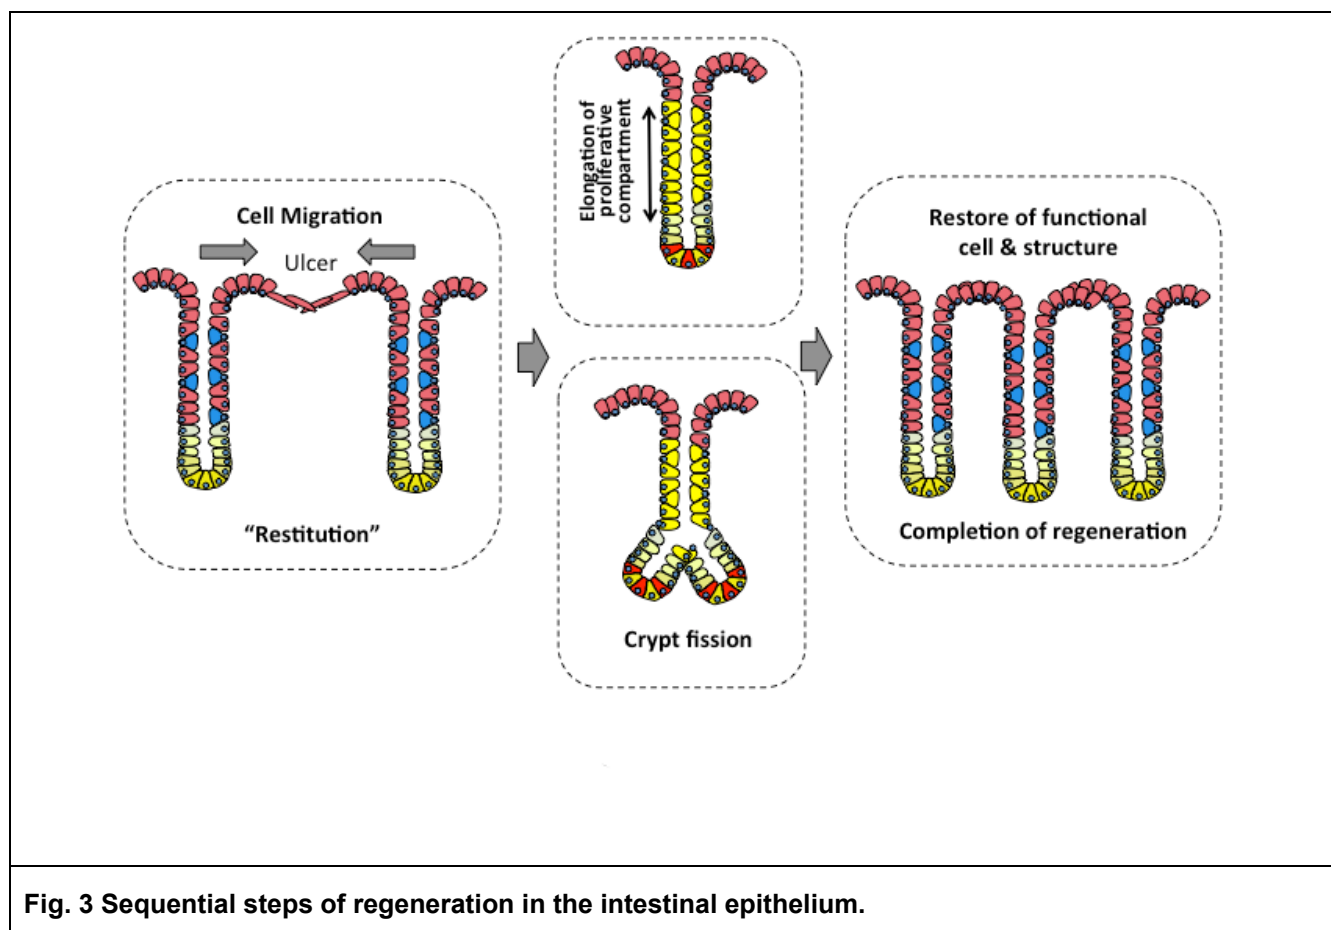 Cell Migration
Ulcer
"Restitution"
Elongation of
proliferative
compartment
Crypt fission
Restore of functional
cell & structure
Completion of regeneration
Fig. 3 Sequential steps of regeneration in the intestinal epithelium.